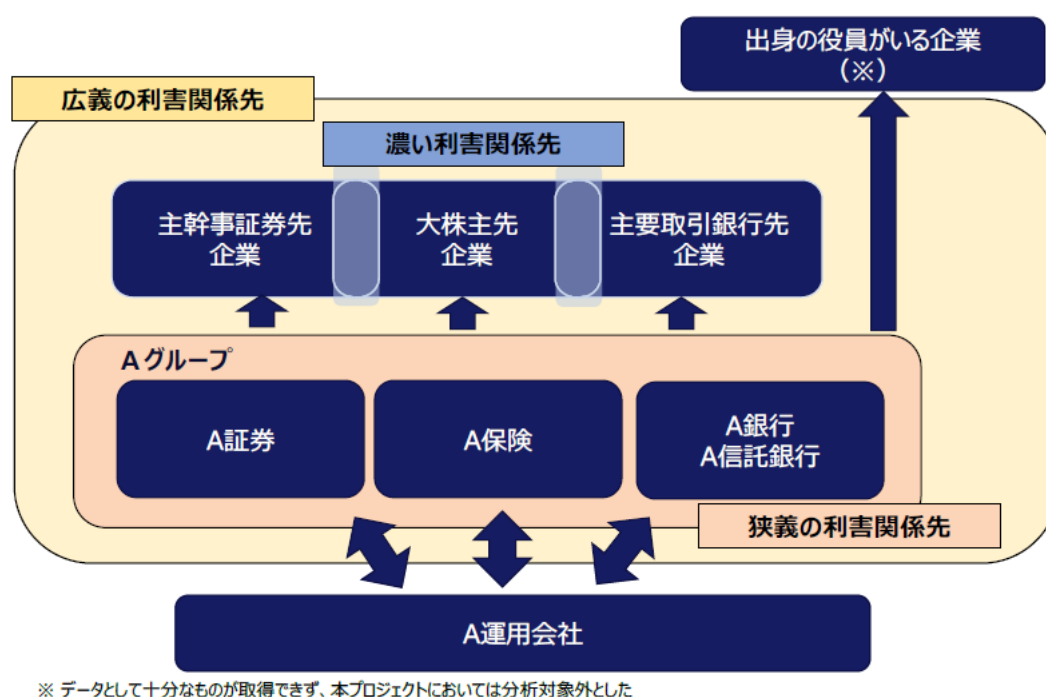 出身の役員がいる企業
（※）
広義の利害関係先
濃い利害関係先
主幹事証券先
企業
大株主先
企業
主要取引銀行先
企業
Aグループ
A証券
A保険
A銀行
A信託銀行
狭義の利害関係先
A運用会社
※ データとして十分なものが取得できず、本プロジェクトにおいては分析対象外とした